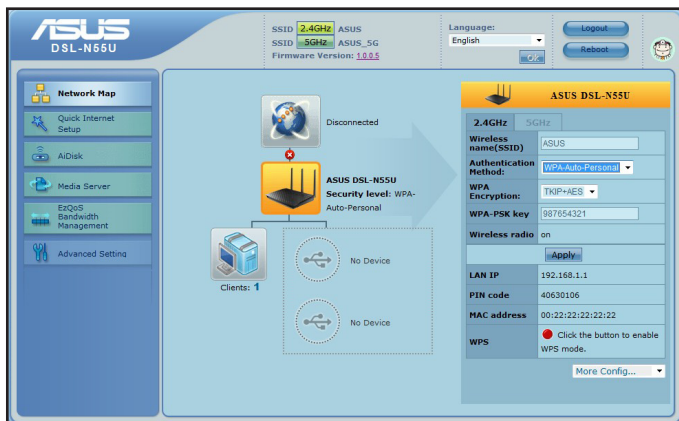 ASUS
DSL-N55U
SSID 2.4GHz ASUS
SSID 5GHz ASUS_5G
Firmware Version: 1.0.0.5
Language:
English
OK
Logout
Reboot
Network Map
Quick Internet
Setup
AiDisk
Media Server
EzQoS
Bandwidth
Management
Advanced Setting
Disconnected
ASUS DSL-N55U
Security level: WPA-
Auto-Personal
Clients: 1
No Device
No Device
ASUS DSL-N55U
2.4GHz 5GHz
Wireless
name(SSID)
ASUS
Authentication
Method:
WPA-Auto-Personal
WPA
Encryption:
TKIP+AES
WPA-PSK key
987654321
Wireless radio on
Apply
LAN IP 192.168.1.1
PIN code 40630106
MAC address 00:22:22:22:22:22
WPS
Click the button to enable
WPS mode.
More Config...